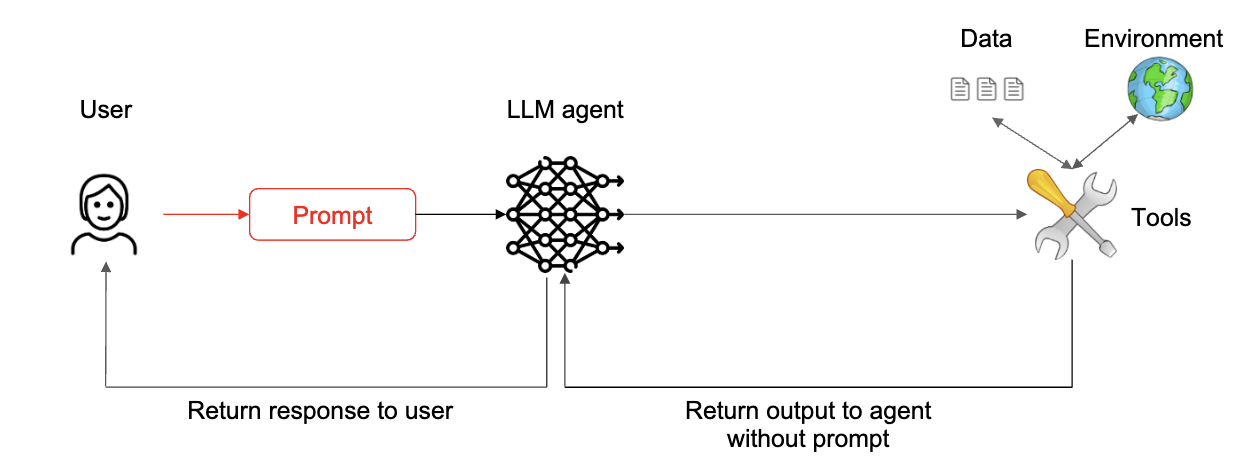 Data
Environment
User
LLM agent
Prompt
Tools
Return response to user
Return output to agent
without prompt